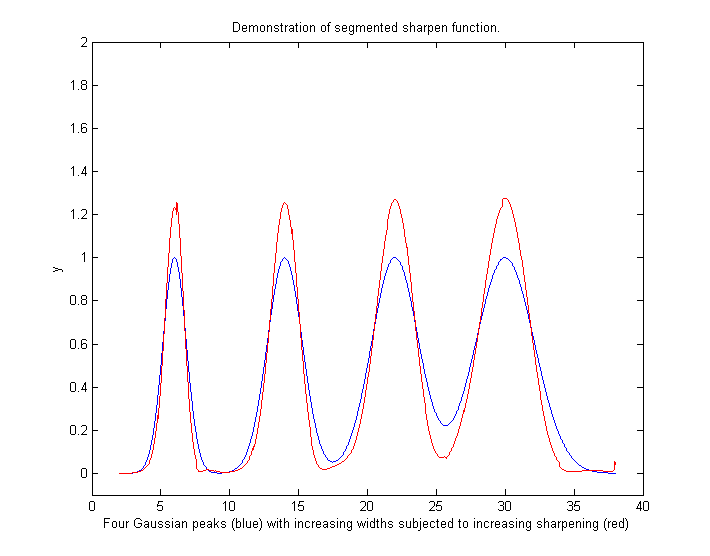 Demonstration of segmented sharpen function.
2
1.8
1.6
1.4
1.2
1
0.8
0.6
0.4
0.2
0
y
0 5 10 15 20 25 30 35 40
Four Gaussian peaks (blue) with increasing widths subjected to increasing sharpening (red)